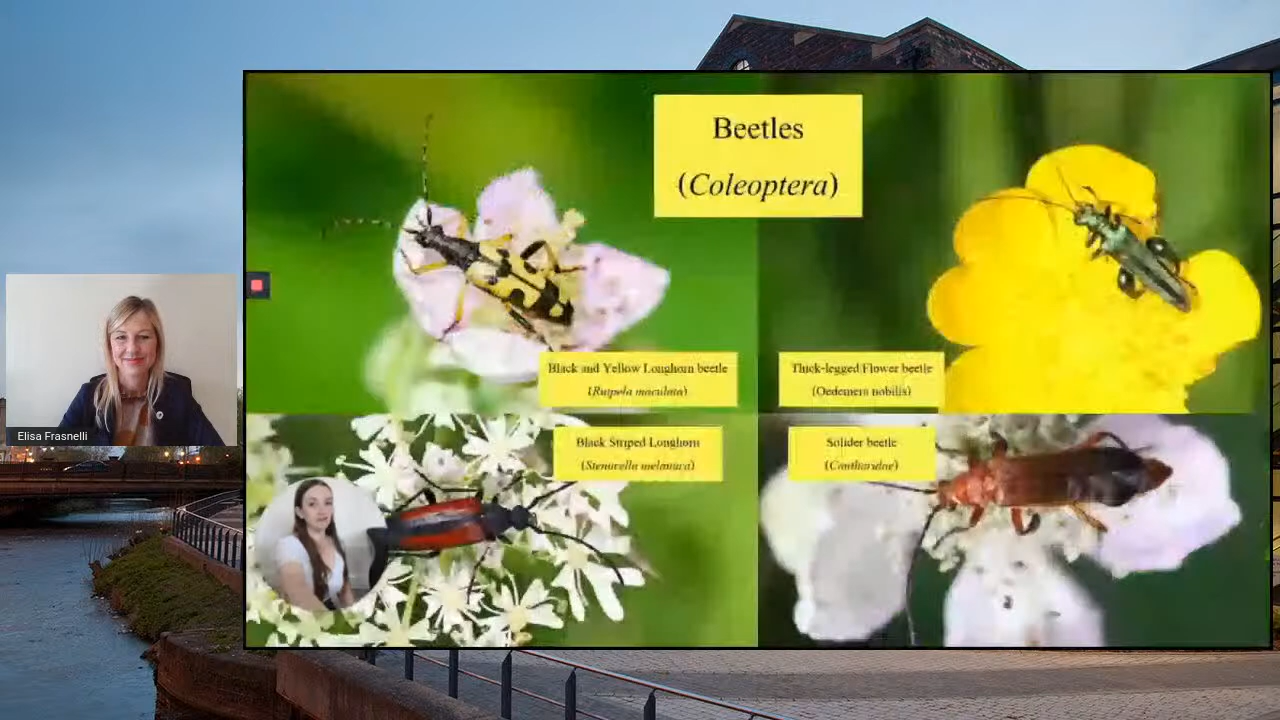 Beetles
(Coleoptera)
Black and Yellow Longhorn beetle
(Rutpela maculata)
Thick-legged Flower beetle
(Oedemera nobilis)
Elisa Frasnelli
Black Striped Longhorn
(Stenurella melanura)
Solider beetle
(Cantharidae)